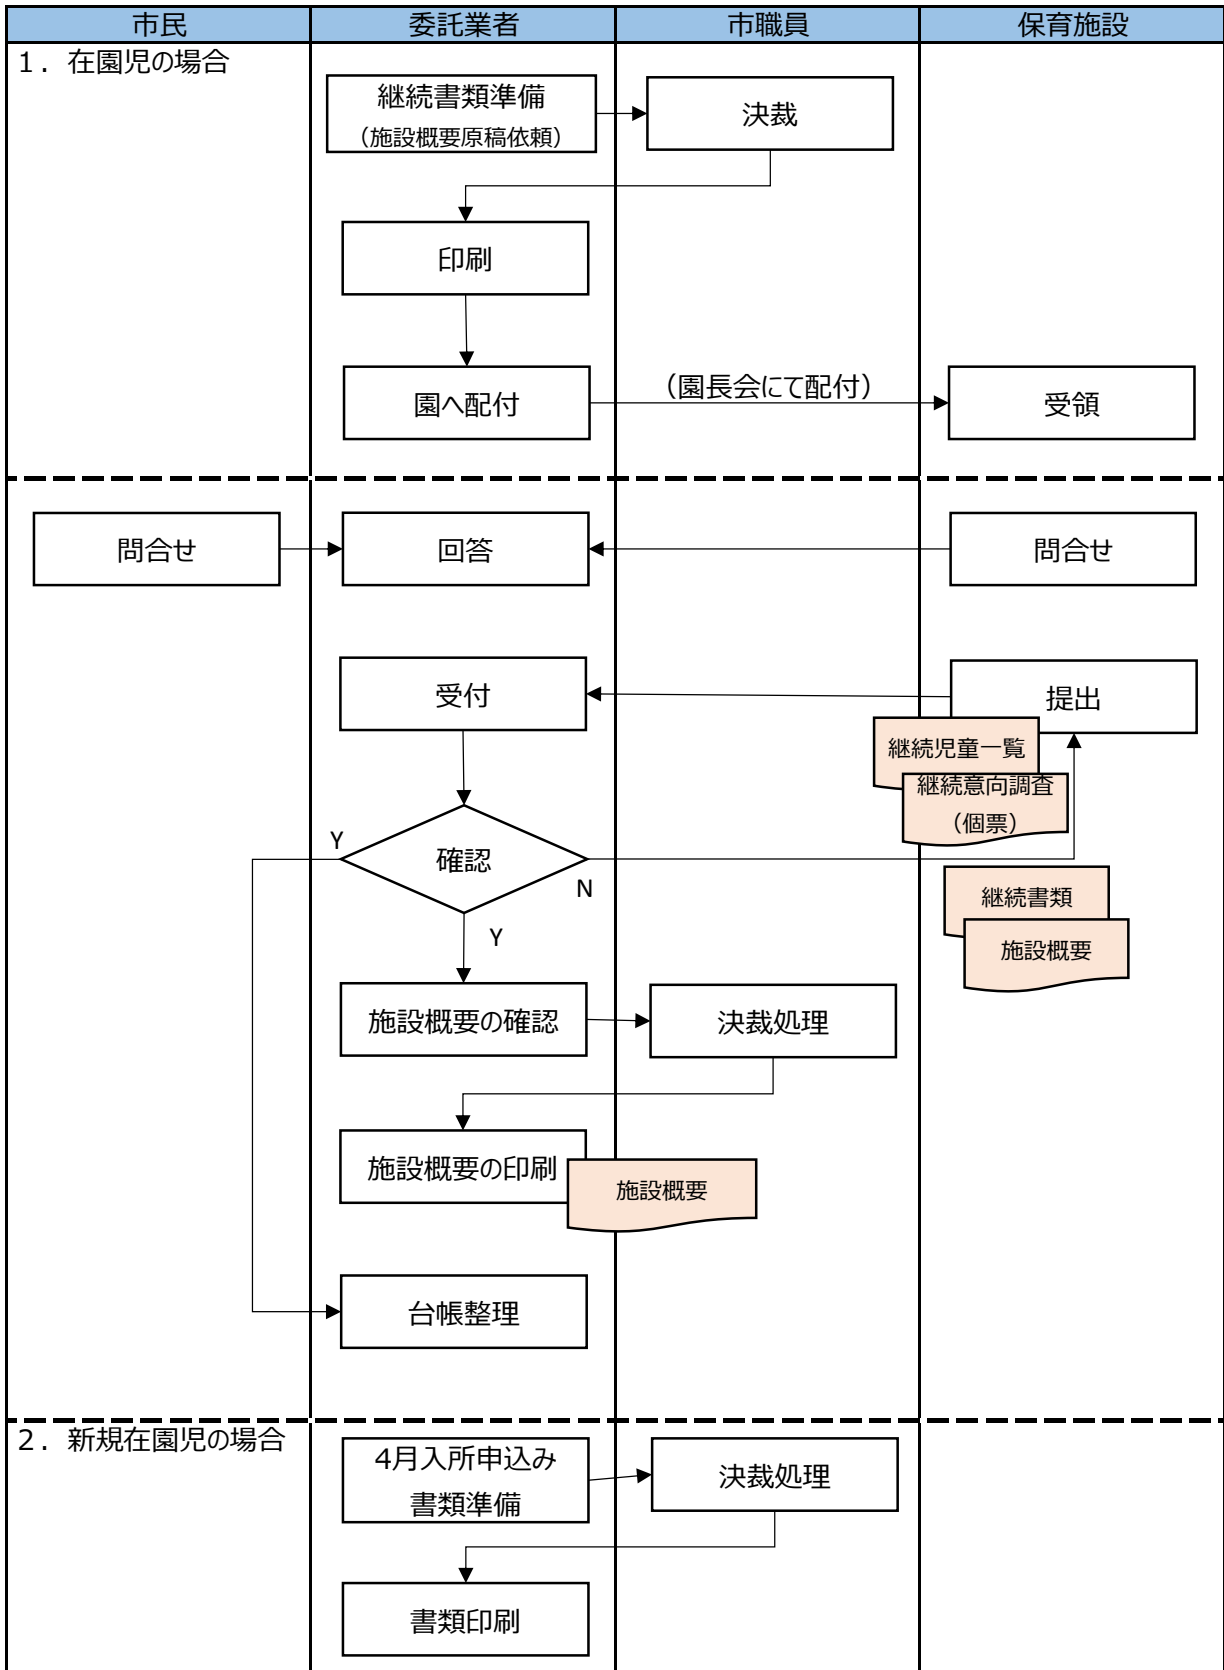 市民
委託業者
市職員
保育施設
1．在園児の場合
継続書類準備
（施設概要原稿依頼）
決裁
印刷
園へ配付
（園長会にて配付）
受領
問合せ
回答
問合せ
受付
提出
継続児童一覧
継続意向調査
（個票）
Y
確認
N
継続書類
施設概要
Y
施設概要の確認
決裁処理
施設概要の印刷
施設概要
台帳整理
2．新規在園児の場合
4月入所申込み
書類準備
決裁処理
書類印刷